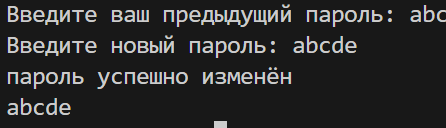 Введите ваш предыдущий пароль: abc
Введите новый пароль: abcde
пароль успешно изменён
abcde